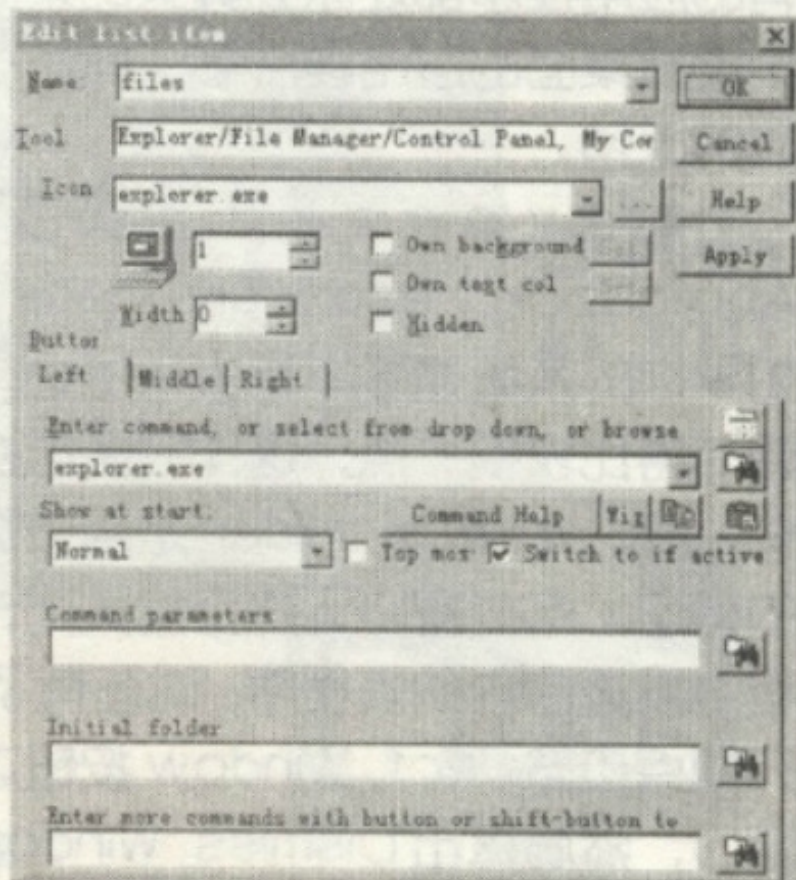 Edit list item
Name files OK
Tool Explorer/File Manager/Control Panel, My Cor Cancel
Icon explorer.exe ... Help
1 Own background Set Apply
Own text col Set
Width 0 Hidden
Button
Left Middle Right
Enter command, or select from drop down, or browse
explorer.exe
Show at start: Command Help Wiz
Normal Top mos Switch to if active
Command parameters
Initial folder
Enter more commands with button or shift-button to